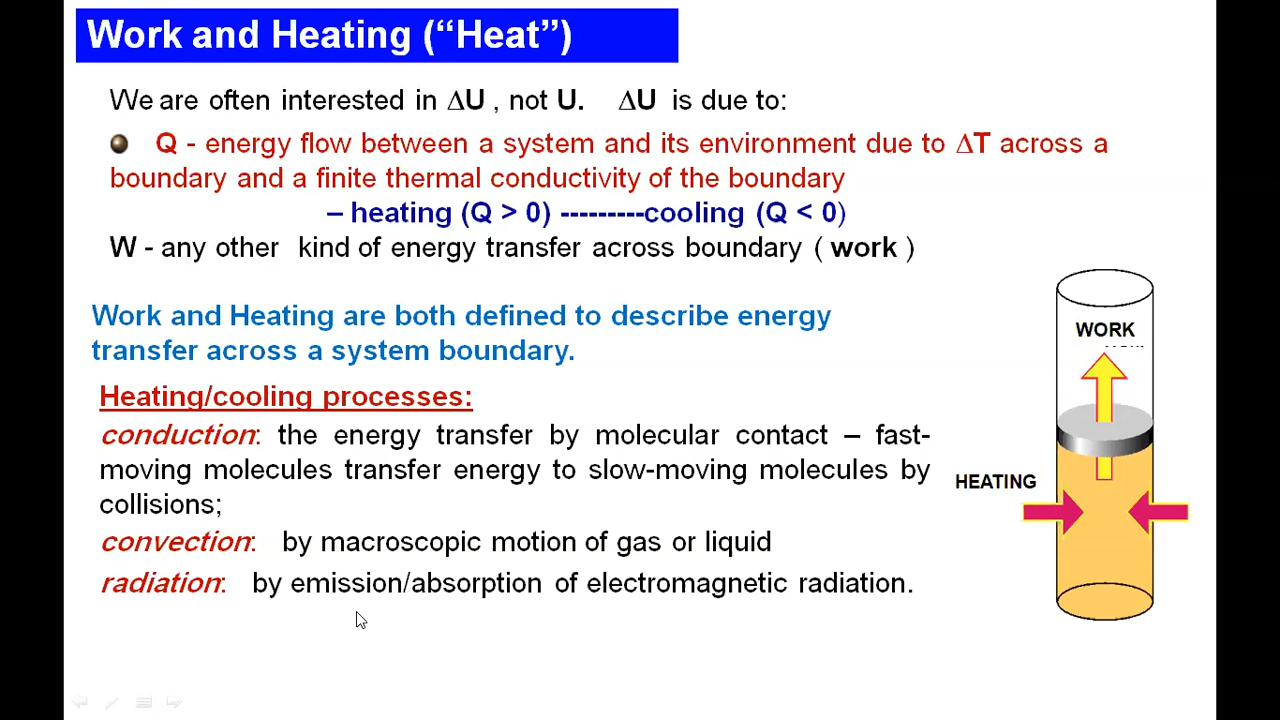 Work and Heating (“Heat”)
We are often interested in ∆U , not U. ∆U is due to:
Q - energy flow between a system and its environment due to ∆T across a
boundary and a finite thermal conductivity of the boundary
– heating (Q > 0) ---------cooling (Q < 0)
W - any other kind of energy transfer across boundary ( work )
Work and Heating are both defined to describe energy
transfer across a system boundary.
Heating/cooling processes:
conduction: the energy transfer by molecular contact – fast-
moving molecules transfer energy to slow-moving molecules by
collisions;
convection: by macroscopic motion of gas or liquid
radiation: by emission/absorption of electromagnetic radiation.
WORK
HEATING